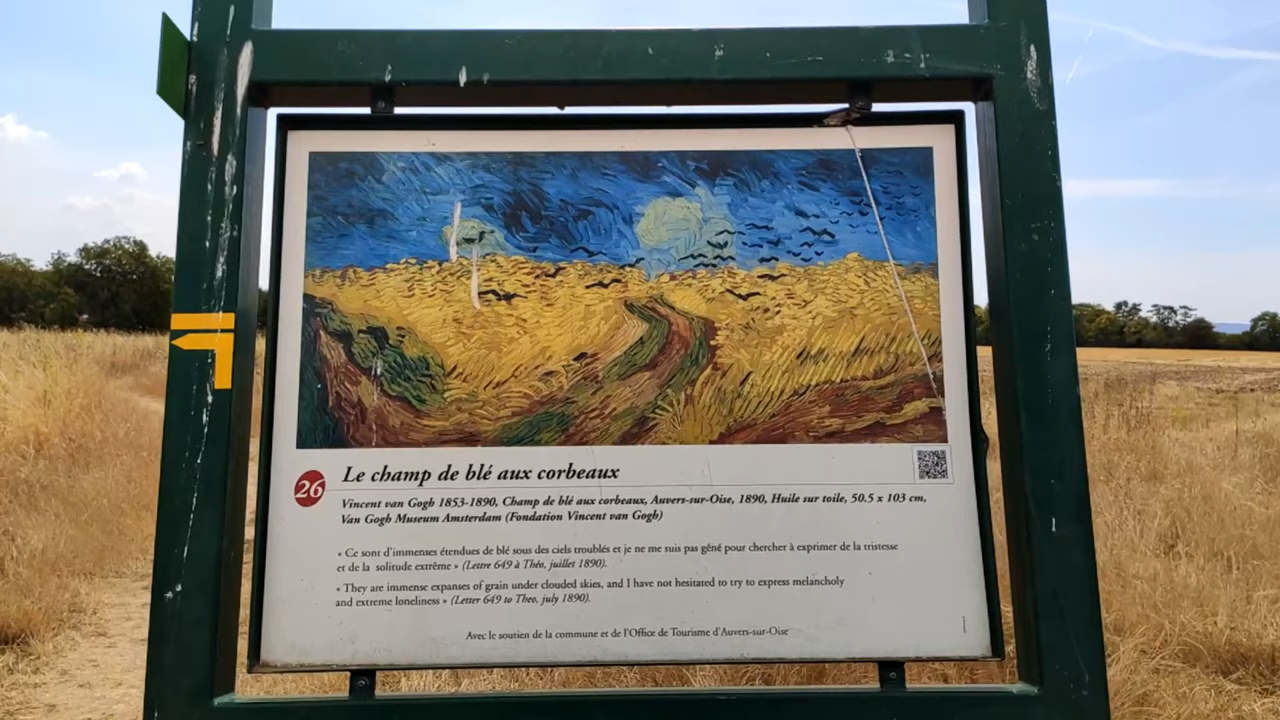 26
Le champ de blé aux corbeaux
Vincent van Gogh 1853-1890, Champ de blé aux corbeaux, Auvers-sur-Oise, 1890, Huile sur toile, 50.5 x 103 cm,
Van Gogh Museum Amsterdam (Fondation Vincent van Gogh)
« Ce sont d'immenses étendues de blé sous des ciels troublés et je ne me suis pas gêné pour chercher à exprimer de la tristesse
et de la solitude extrême » (Lettre 649 à Théo, juillet 1890).
« They are immense expanses of grain under clouded skies, and I have not hesitated to try to express melancholy
and extreme loneliness » (Letter 649 to Theo, july 1890).
Avec le soutien de la commune et de l'Office de Tourisme d'Auvers-sur-Oise